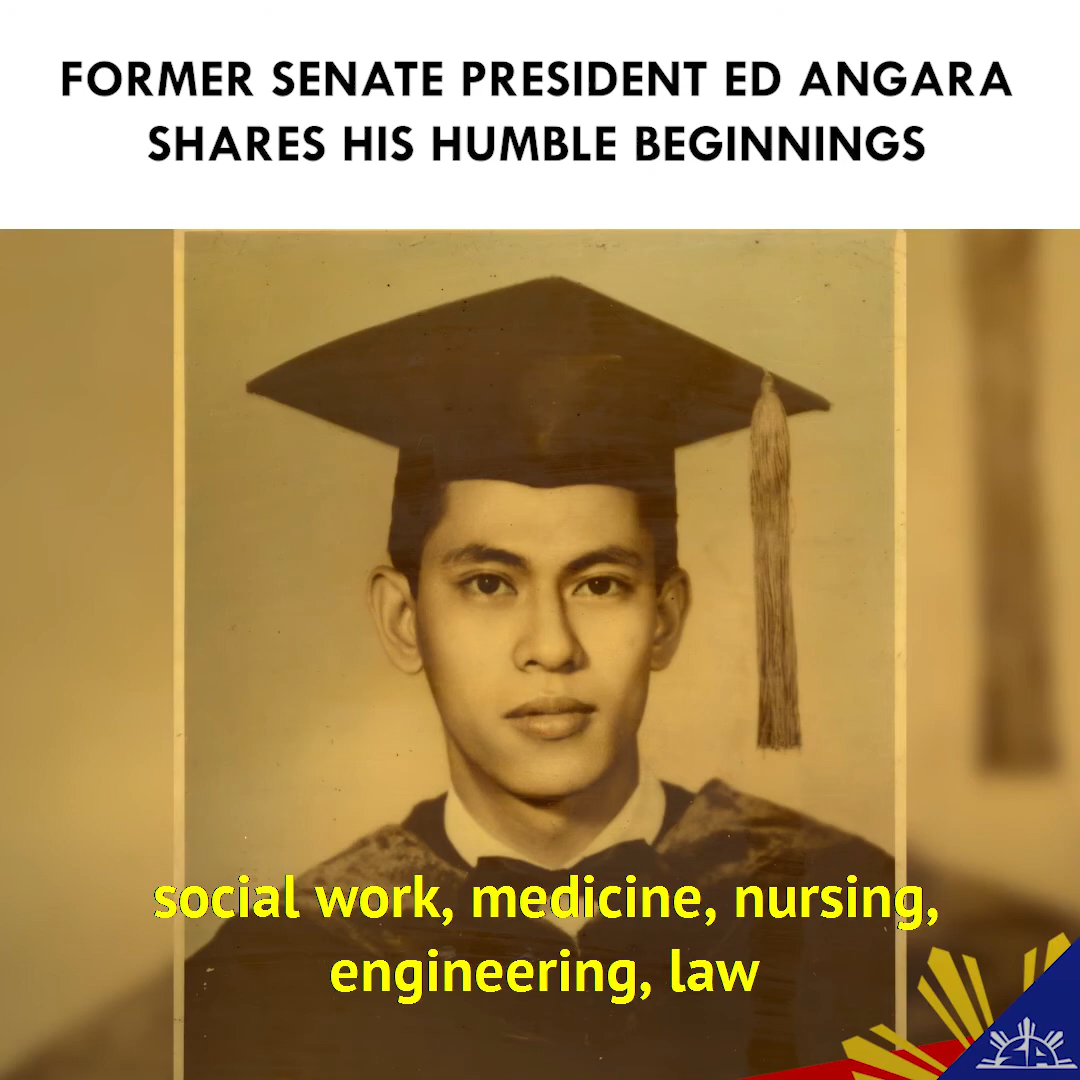 FORMER SENATE PRESIDENT ED ANGARA
SHARES HIS HUMBLE BEGINNINGS
social work, medicine, nursing,
engineering, law